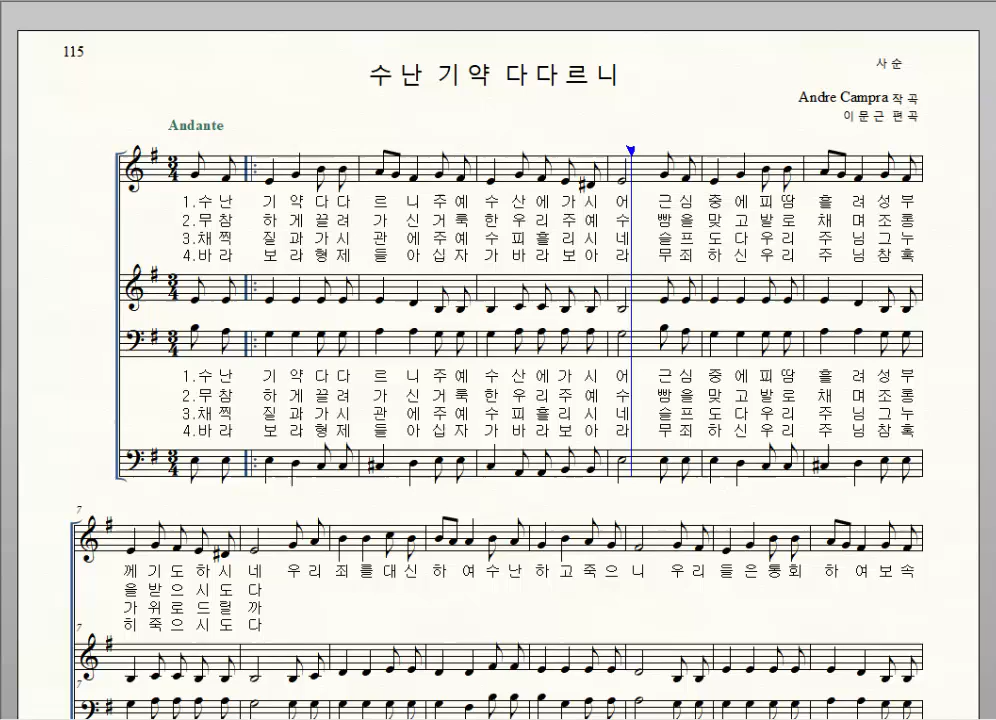 115
수난 기약 다다르니
사순
Andre Campra 작곡
이문근 편곡
Andante
3 4
1.수 난 기 약 다 다 르 니 주 예 수 산 에 가 시 어 근 심 중 에 피 땀 흘 려 성 부
2.무 참 하 게 끌 려 가 신 거 룩 한 우 리 주 예 수 뺨 을 맞 고 발 로 채 며 조 롱
3.채 찍 질 과 가 시 관 에 주 예 수 피 흘 리 시 네 슬 프 도 다 우 리 주 님 그 누
4.바 라 보 라 형 제 들 아 십 자 가 바 라 보 아 라 무 죄 하 신 우 리 주 님 참 혹
3 4
3 4
1.수 난 기 약 다 다 르 니 주 예 수 산 에 가 시 어 근 심 중 에 피 땀 흘 려 성 부
2.무 참 하 게 끌 려 가 신 거 룩 한 우 리 주 예 수 뺨 을 맞 고 발 로 채 며 조 롱
3.채 찍 질 과 가 시 관 에 주 예 수 피 흘 리 시 네 슬 프 도 다 우 리 주 님 그 누
4.바 라 보 라 형 제 들 아 십 자 가 바 라 보 아 라 무 죄 하 신 우 리 주 님 참 혹
3 4
7
께 기 도 하 시 네 우 리 죄 를 대 신 하 여 수 난 하 고 죽 으 니 우 리 들 은 통 회 하 여 보 속
을 받 으 시 도 다
가 위 로 드 릴 까
히 죽 으 시 도 다
7
7